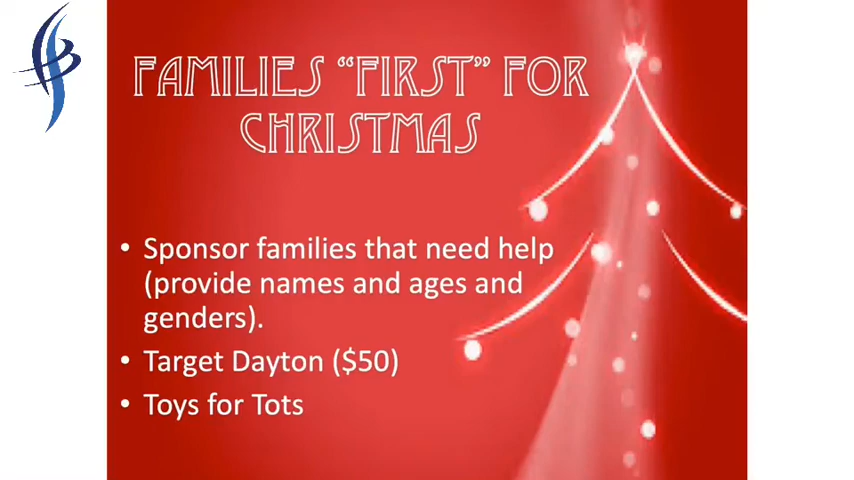 FAMILIES “FIRST” FOR
CHRISTMAS
• Sponsor families that need help
(provide names and ages and
genders).
• Target Dayton ($50)
• Toys for Tots